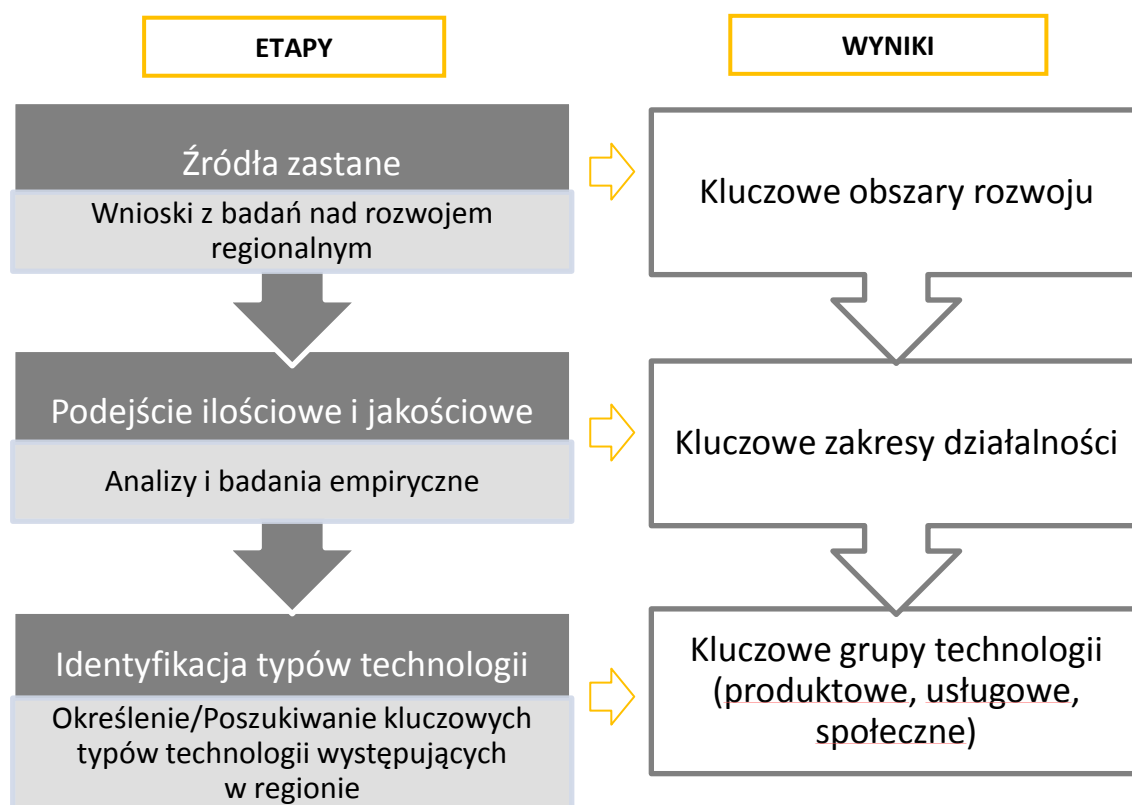 ETAPY
WYNIKI
Źródła zastane
Wnioski z badań nad rozwojem
regionalnym
Kluczowe obszary rozwoju
Podejście ilościowe i jakościowe
Analizy i badania empiryczne
Kluczowe zakresy działalności
Identyfikacja typów technologii
Określenie/Poszukiwanie kluczowych
typów technologii występujących
w regionie
Kluczowe grupy technologii
(produktowe, usługowe,
społeczne)